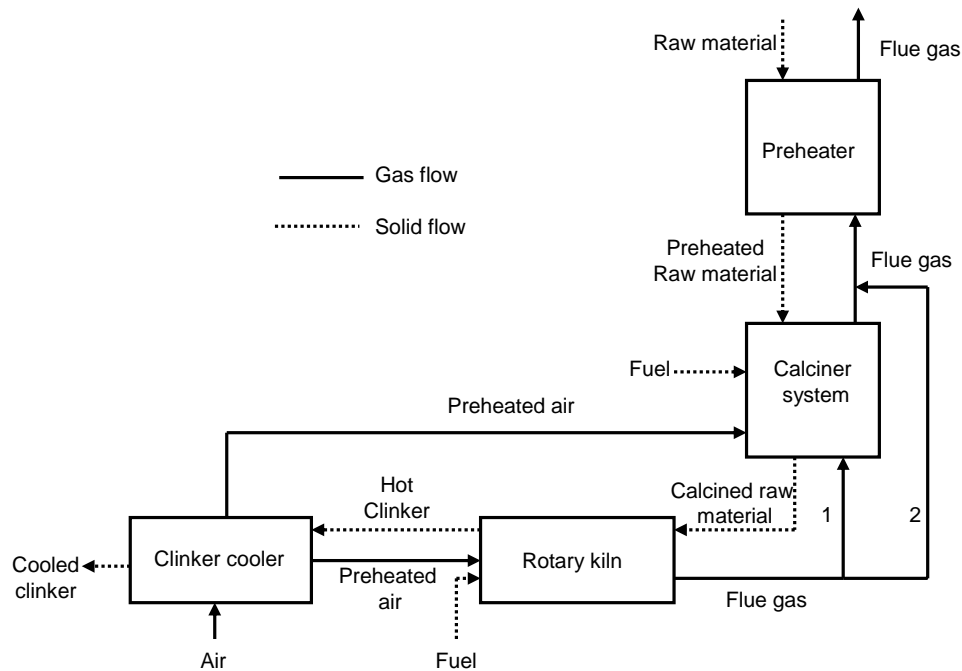 Raw material
Flue gas
Preheater
Gas flow
Solid flow
Preheated
Raw material
Flue gas
Fuel
Calciner
system
Preheated air
Hot
Clinker
Calcined raw
material
1
2
Cooled
clinker
Clinker cooler
Preheated
air
Rotary kiln
Flue gas
Air
Fuel